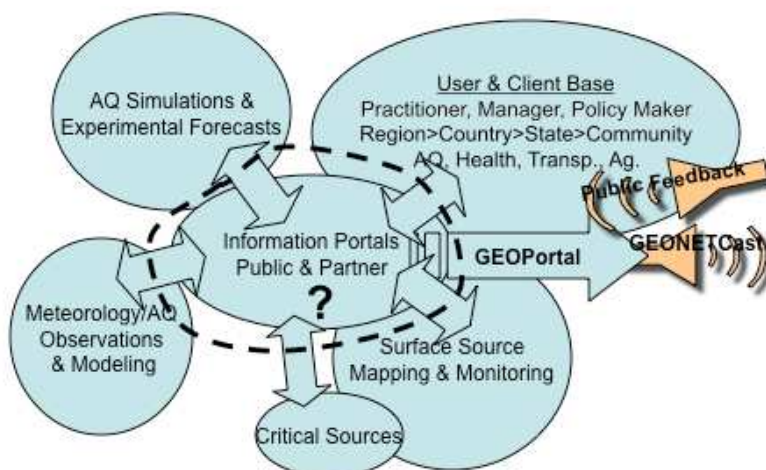 AQ Simulations &
Experimental Forecasts
User & Client Base
Practitioner, Manager, Policy Maker
Region>Country>State>Community
AQ, Health, Transp., Ag.
Public Feedback
Information Portals
Public & Partner
?
GEOPortal
GEONETCast
Meteorology/AQ
Observations
& Modeling
Surface Source
Mapping & Monitoring
Critical Sources